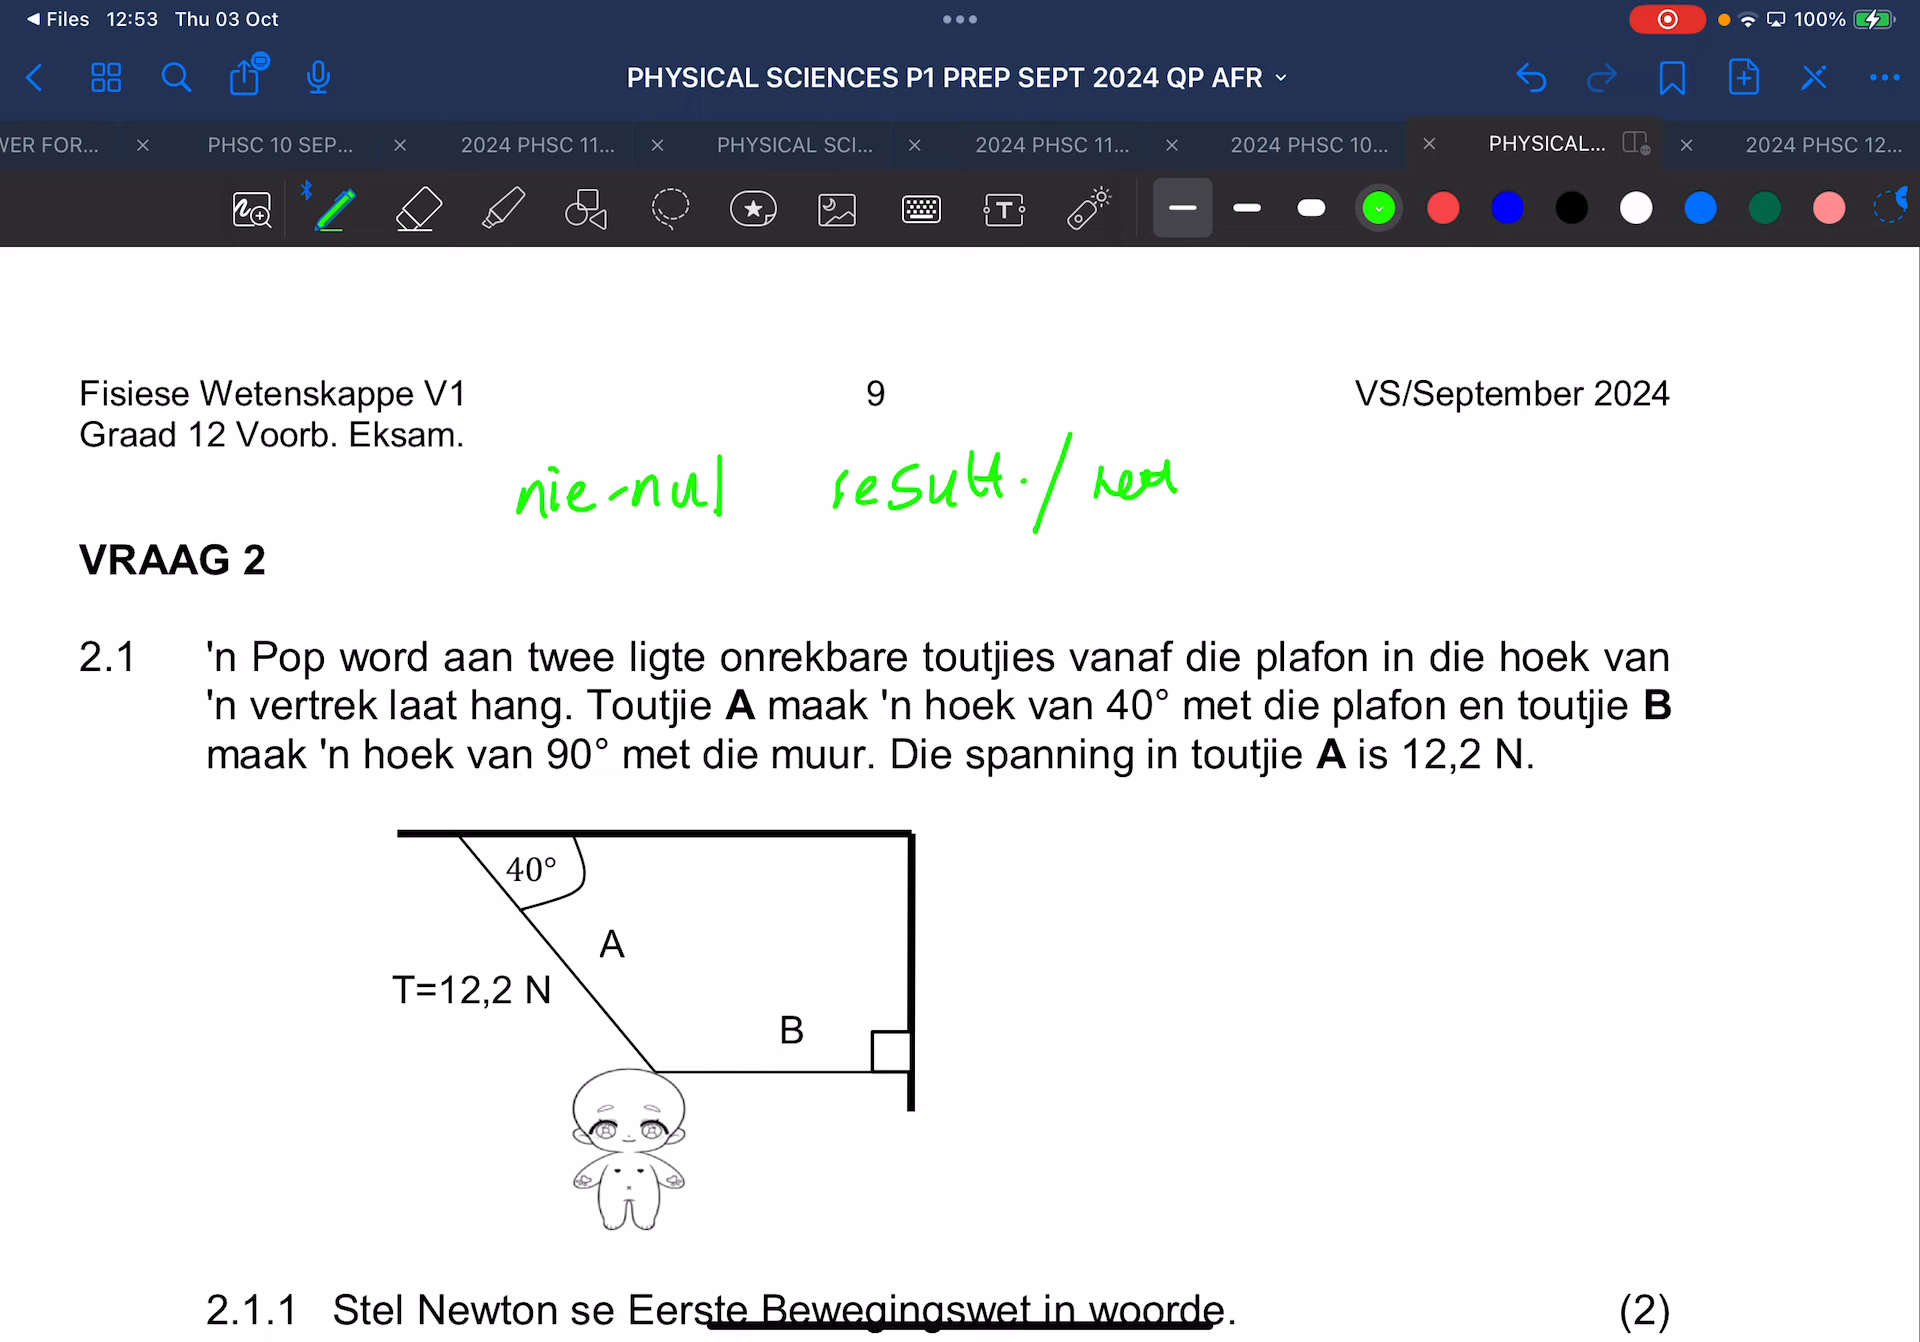 Files 12:53 Thu 03 Oct 100%
PHYSICAL SCIENCES P1 PREP SEPT 2024 QP AFR
WER FOR... PHSC 10 SEP... 2024 PHSC 11... PHYSICAL SCI... 2024 PHSC 11... 2024 PHSC 10... PHYSICAL... 2024 PHSC 12...
T
Fisiese Wetenskappe V1 9 VS/September 2024
Graad 12 Voorb. Eksam.
nie-nul result./
VRAAG 2
2.1 'n Pop word aan twee ligte onrekbare toutjies vanaf die plafon in die hoek van
'n vertrek laat hang. Toutjie A maak 'n hoek van 40° met die plafon en toutjie B
maak 'n hoek van 90° met die muur. Die spanning in toutjie A is 12,2 N.
40°
A
T=12,2 N
B
2.1.1 Stel Newton se Eerste Bewegingswet in woorde. (2)